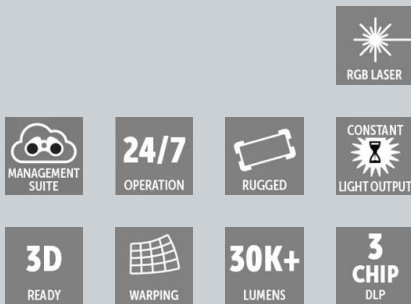 RGB LASER
MANAGEMENT
SUITE
24/7
OPERATION
RUGGED
CONSTANT
LIGHT OUTPUT
3D
READY
WARPING
30K+
LUMENS
3
CHIP
DLP